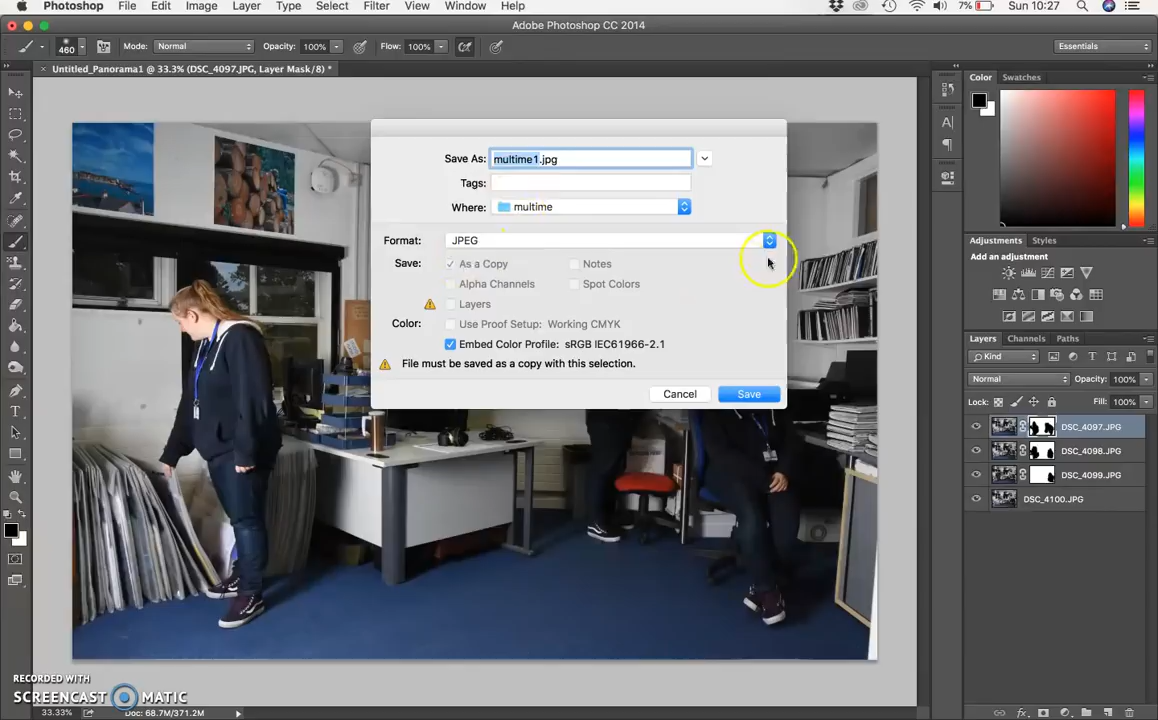 Photoshop File Edit Image Layer Type Select Filter View Window Help 7% Sun 10:27
Adobe Photoshop CC 2014
460 Mode: Normal Opacity: 100% Flow: 100% Essentials
× Untitled_Panorama1 @ 33.3% (DSC_4097.JPG, Layer Mask/8) *
Color Swatches
Save As: multime1.jpg
Tags:
Where: multime
Format: JPEG
Save: As a Copy Notes
Alpha Channels Spot Colors
Layers
Color: Use Proof Setup: Working CMYK
Embed Color Profile: sRGB IEC61966-2.1
File must be saved as a copy with this selection.
Cancel Save
Adjustments Styles
Add an adjustment
Layers Channels Paths
Kind
Normal Opacity: 100%
Lock: Fill: 100%
DSC_4097.JPG
DSC_4098.JPG
DSC_4099.JPG
DSC_4100.JPG
RECORDED WITH
SCREENCAST MATIC
33.33% Doc: 68.7M/371.2M